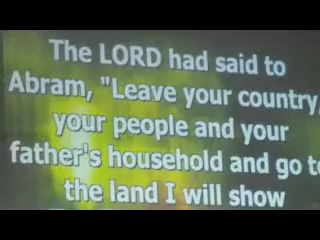 The LORD had said to
Abram, "Leave your country,
your people and your
father's household and go to
the land I will show